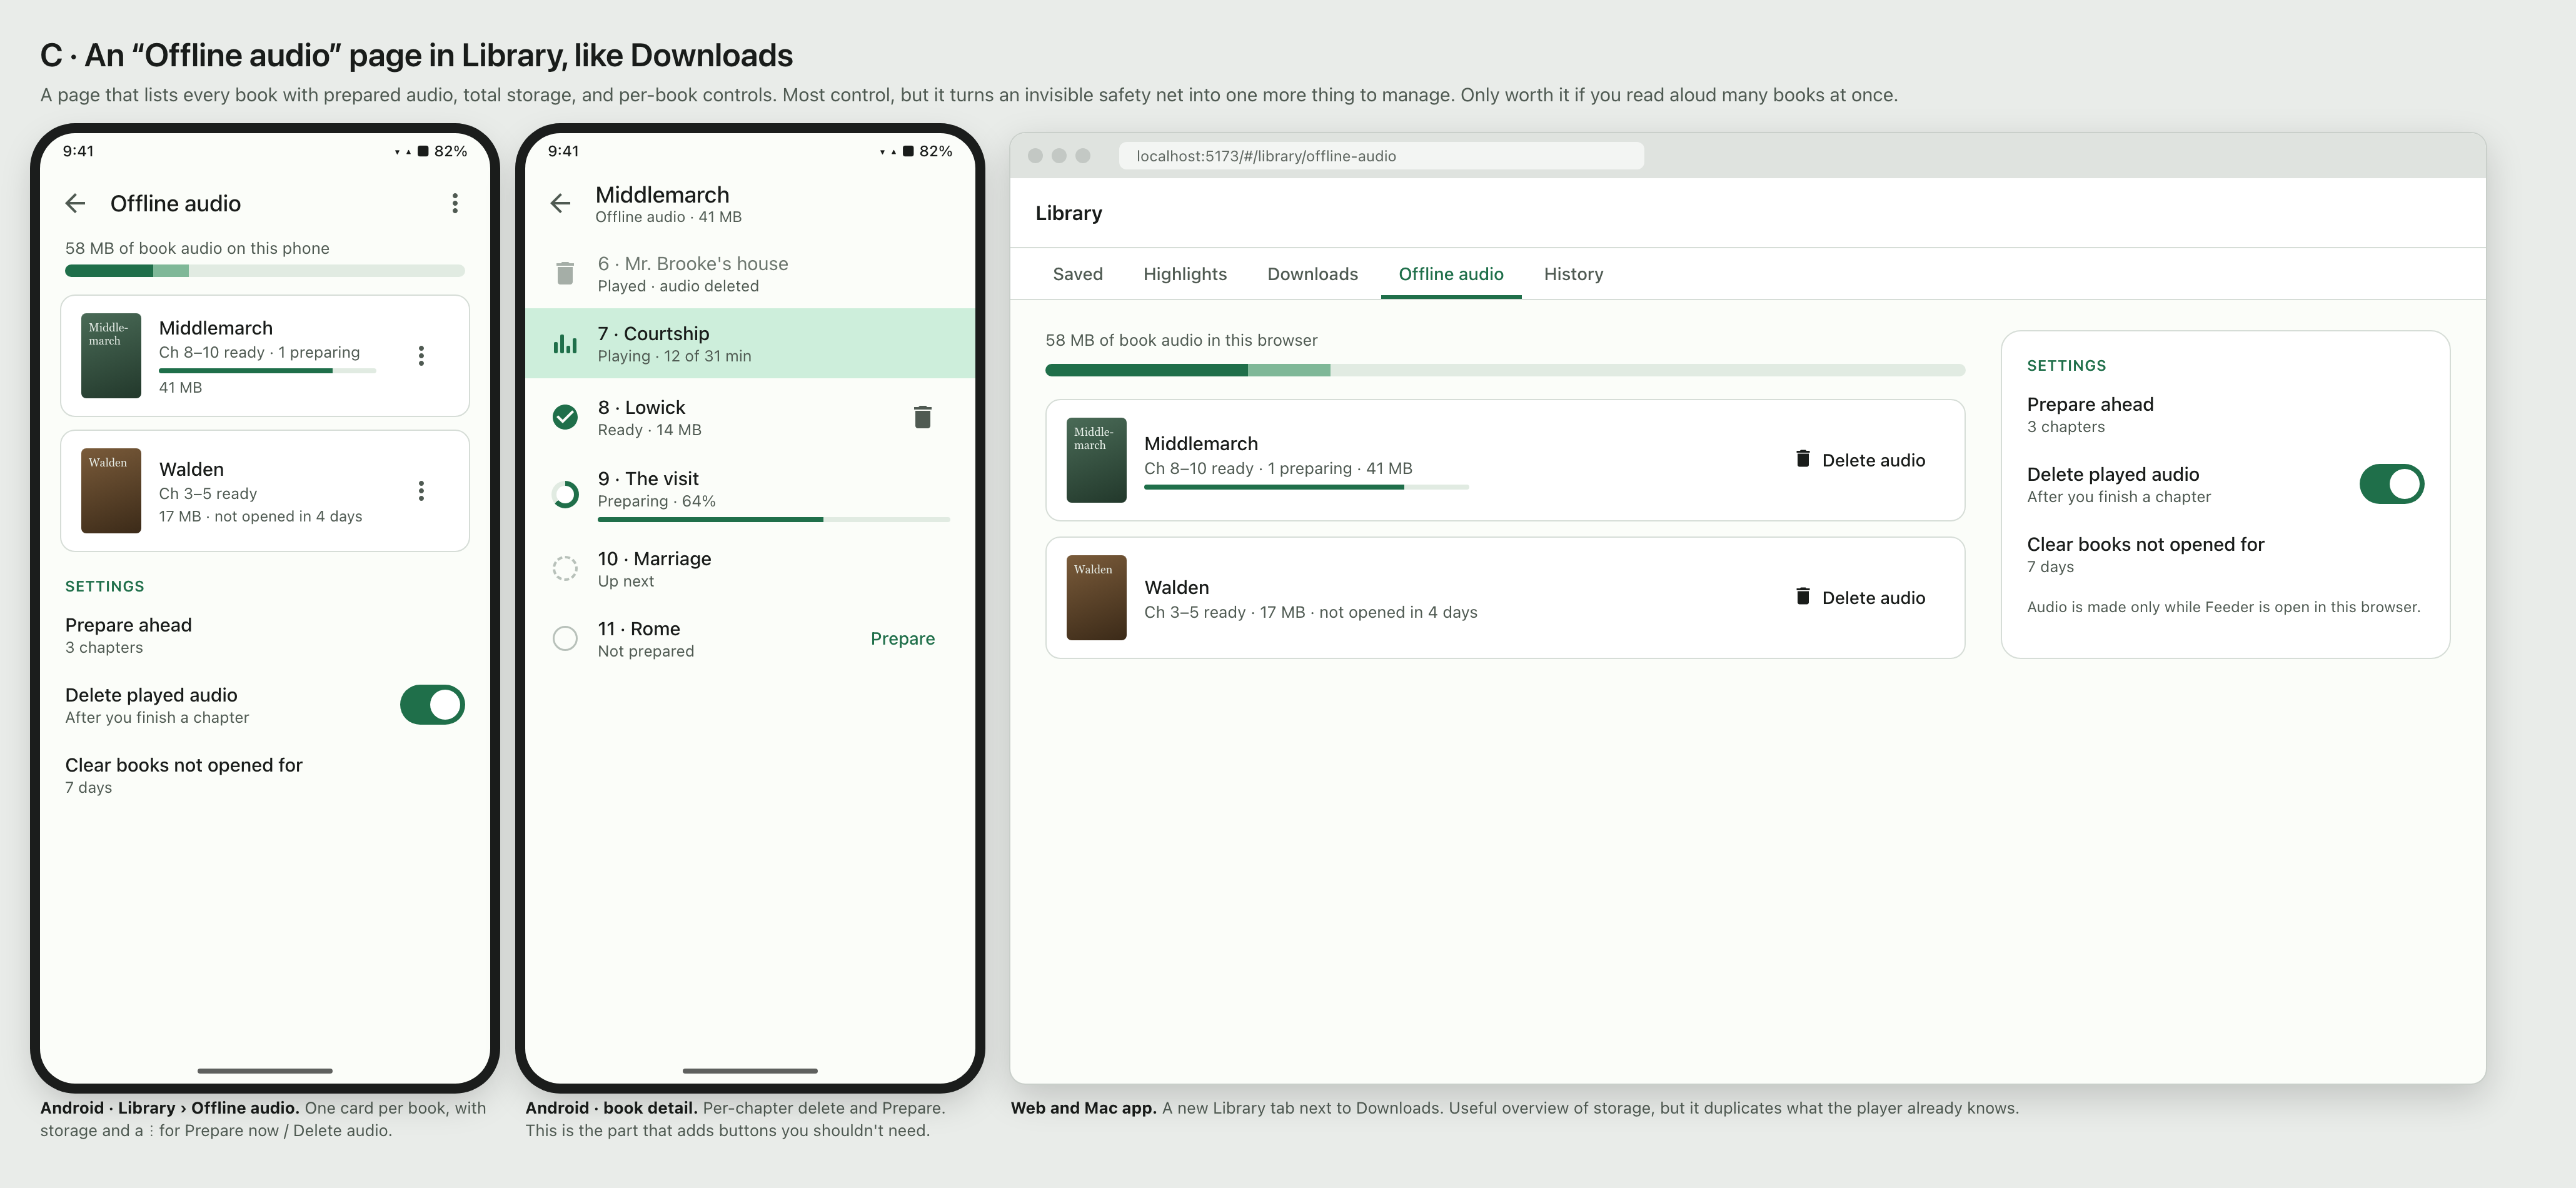 C · An “Offline audio” page in Library, like Downloads
A page that lists every book with prepared audio, total storage, and per-book controls. Most control, but it turns an invisible safety net into one more thing to manage. Only worth it if you read aloud many books at once.
9:41
82%
Offline audio
58 MB of book audio on this phone
Middle-
march
Middlemarch
Ch 8–10 ready · 1 preparing
41 MB
Walden
Walden
Ch 3–5 ready
17 MB · not opened in 4 days
SETTINGS
Prepare ahead
3 chapters
Delete played audio
After you finish a chapter
Clear books not opened for
7 days
Android · Library › Offline audio. One card per book, with
storage and a ⋮ for Prepare now / Delete audio.
9:41
82%
Middlemarch
Offline audio · 41 MB
6 · Mr. Brooke's house
Played · audio deleted
7 · Courtship
Playing · 12 of 31 min
8 · Lowick
Ready · 14 MB
9 · The visit
Preparing · 64%
10 · Marriage
Up next
11 · Rome
Not prepared
Prepare
Android · book detail. Per-chapter delete and Prepare.
This is the part that adds buttons you shouldn't need.
localhost:5173/#/library/offline-audio
Library
Saved Highlights Downloads Offline audio History
58 MB of book audio in this browser
Middle-
march
Middlemarch
Ch 8–10 ready · 1 preparing · 41 MB
Delete audio
Walden
Walden
Ch 3–5 ready · 17 MB · not opened in 4 days
Delete audio
SETTINGS
Prepare ahead
3 chapters
Delete played audio
After you finish a chapter
Clear books not opened for
7 days
Audio is made only while Feeder is open in this browser.
Web and Mac app. A new Library tab next to Downloads. Useful overview of storage, but it duplicates what the player already knows.